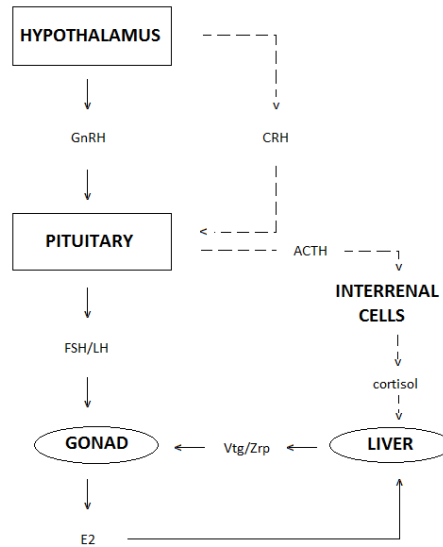 HYPOTHALAMUS
GnRH
CRH
PITUITARY
ACTH
INTERRENAL
CELLS
FSH/LH
cortisol
GONAD
Vtg/Zrp
LIVER
E2